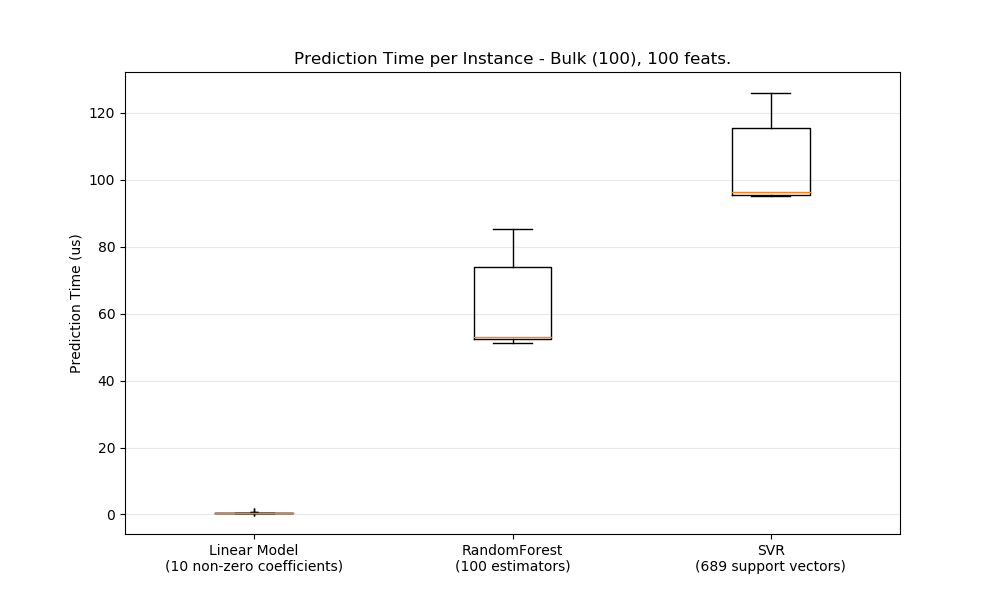 Prediction Time per Instance - Bulk (100), 100 feats.
Prediction Time (us)
120
100
80
60
40
20
0
Linear Model
(10 non-zero coefficients)
RandomForest
(100 estimators)
SVR
(689 support vectors)